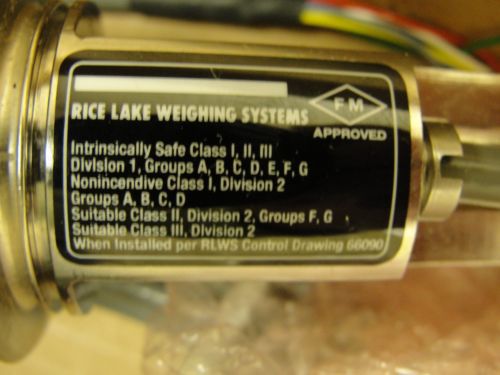 RICE LAKE WEIGHING SYSTEMS
FM
APPROVED
Intrinsically Safe Class I, II, III
Division 1, Groups A, B, C, D, E, F, G
Nonincendive Class I, Division 2
Groups A, B, C, D
Suitable Class II, Division 2, Groups F, G
Suitable Class III, Division 2
When Installed per RLWS Control Drawing 66090